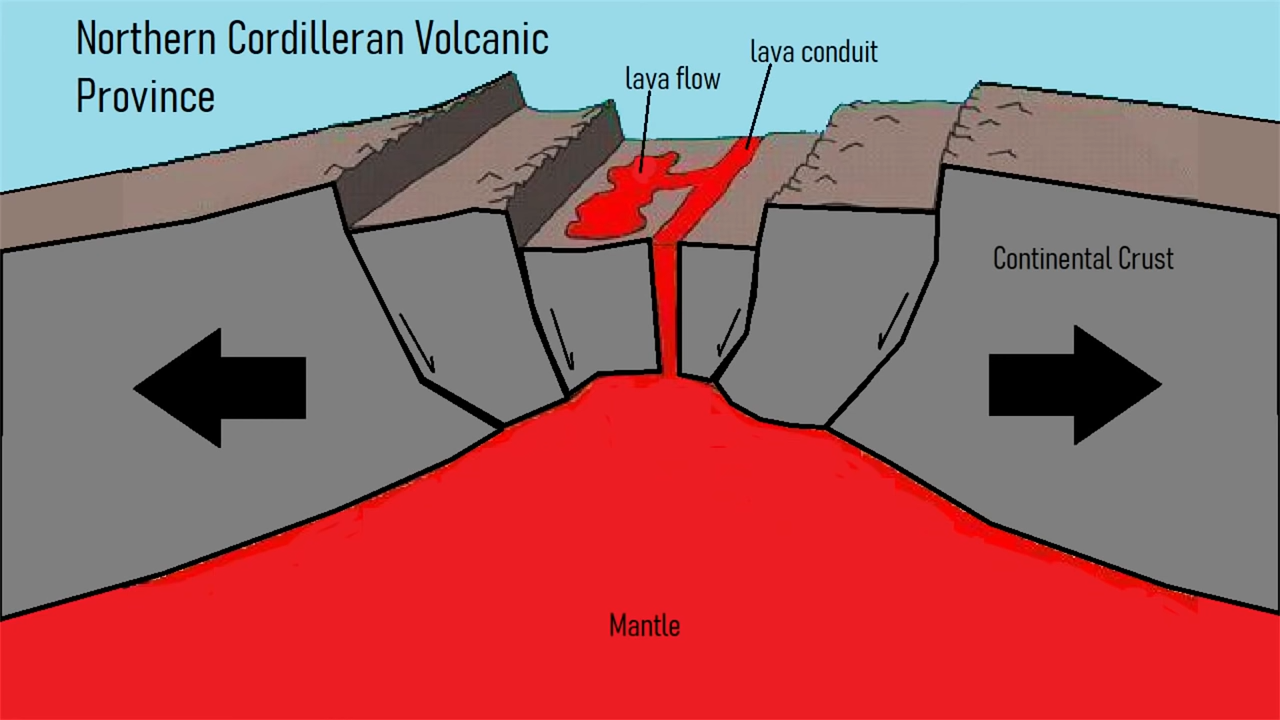 Northern Cordilleran Volcanic
Province
lava flow
lava conduit
Continental Crust
Mantle